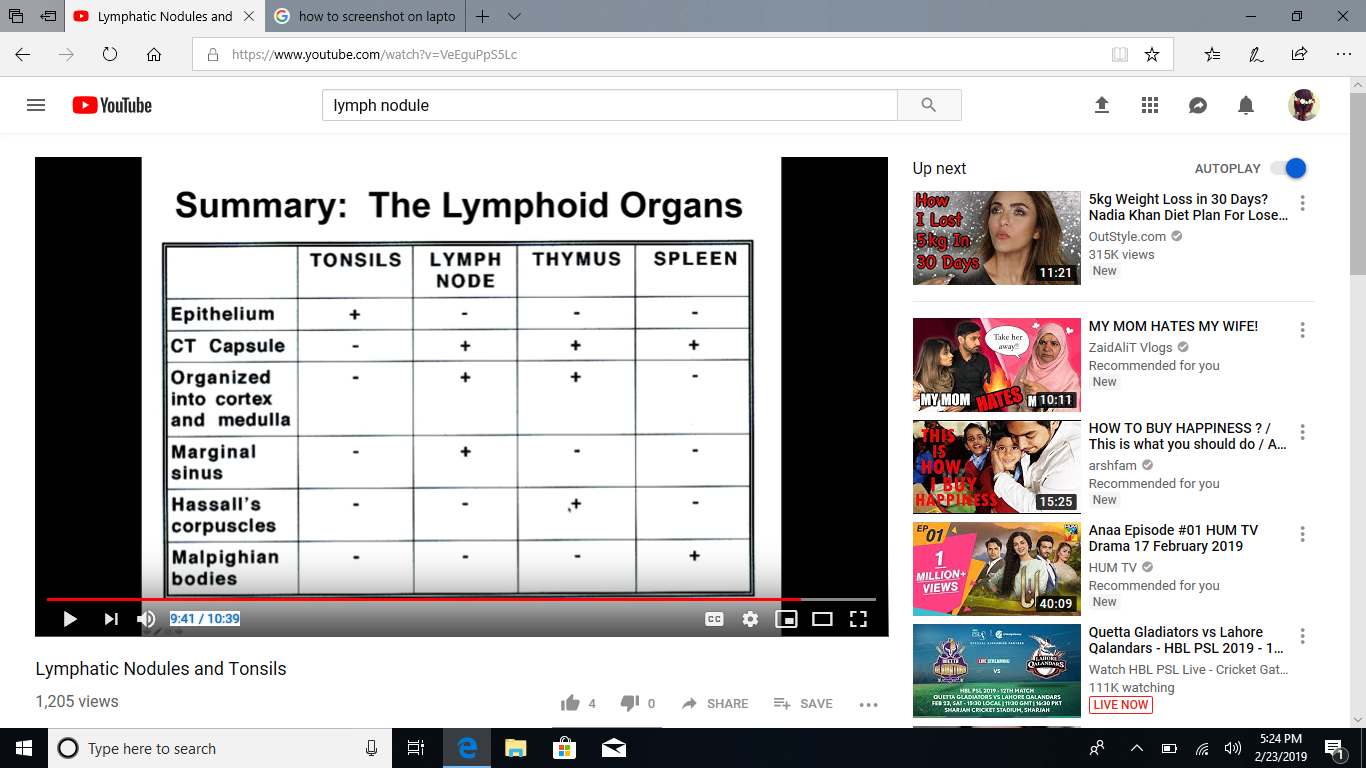 Lymphatic Nodules and
how to screenshot on lapto
https://www.youtube.com/watch?v=VeEguPpS5Lc
YouTube
lymph nodule
Summary: The Lymphoid Organs
TONSILS LYMPH NODE THYMUS SPLEEN
Epithelium + - - -
CT Capsule - + + +
Organized into cortex and medulla - + + -
Marginal sinus - + - -
Hassall's corpuscles - - + -
Malpighian bodies - - - +
9:41 / 10:39
CC
Lymphatic Nodules and Tonsils
1,205 views
4
0
SHARE
SAVE
Up next
AUTOPLAY
How
I Lost
5kg In
30 Days
11:21
5kg Weight Loss in 30 Days?
Nadia Khan Diet Plan For Lose...
OutStyle.com
315K views
New
Take her
away!!
MY MOM HATES M
10:11
MY MOM HATES MY WIFE!
ZaidAliT Vlogs
Recommended for you
New
THIS
IS
HOW
I BUY
HAPPINESS
15:25
HOW TO BUY HAPPINESS ? /
This is what you should do / A...
arshfam
Recommended for you
New
EP
01
1
MILLION+
VIEWS
40:09
Anaa Episode #01 HUM TV
Drama 17 February 2019
HUM TV
Recommended for you
New
LIVE STREAMING
VS
HBL PSL 2019 - 12TH MATCH
QUETTA GLADIATORS VS LAHORE QALANDARS
FEB 23, SAT - 15:30 LOCAL | 11:30 GMT | 16:30 PKT
SHARJAH CRICKET STADIUM, SHARJAH
Quetta Gladiators vs Lahore
Qalandars - HBL PSL 2019 - 1...
Watch HBL PSL Live - Cricket Gat...
111K watching
LIVE NOW
Type here to search
5:24 PM
2/23/2019
1